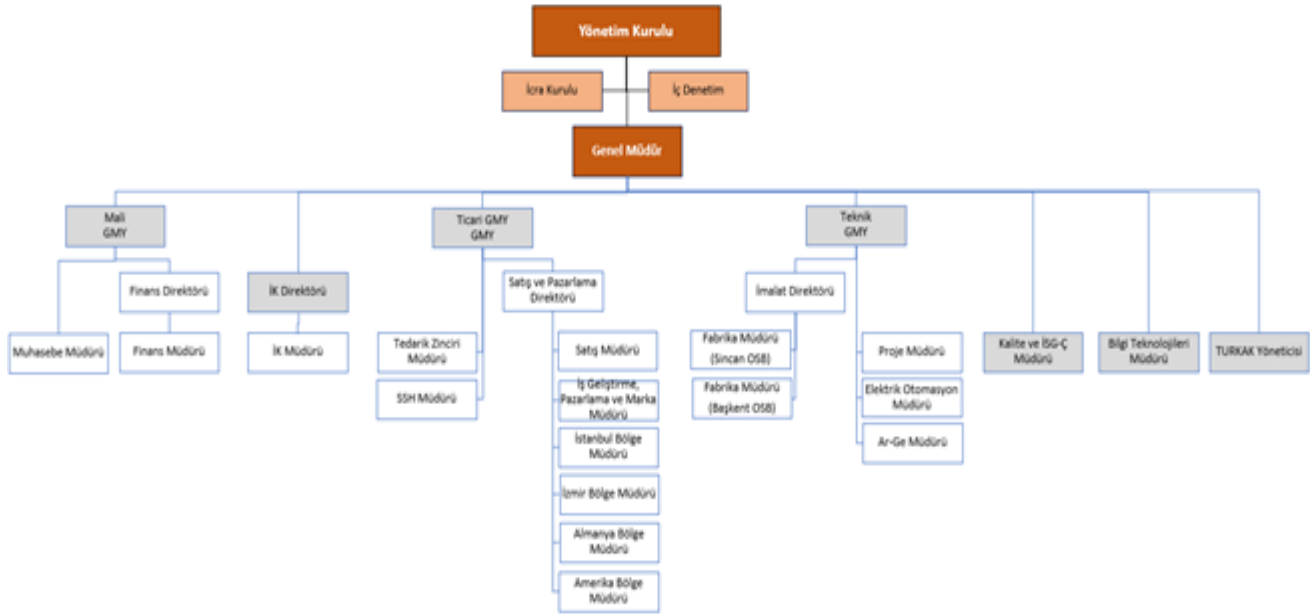 Yönetim Kurulu
İcra Kurulu
İç Denetim
Genel Müdür
Mali
GMY
Ticari GMY
GMY
Teknik
GMY
Finans Direktörü
İK Direktörü
Satış ve Pazarlama
Direktörü
İmalat Direktörü
Muhasebe Müdürü
Finans Müdürü
İK Müdürü
Tedarik Zinciri
Müdürü
SSH Müdürü
Satış Müdürü
İş Geliştirme,
Pazarlama ve Marka
Müdürü
İstanbul Bölge
Müdürü
İzmir Bölge Müdürü
Almanya Bölge
Müdürü
Amerika Bölge
Müdürü
Fabrika Müdürü
(Sincan OSB)
Fabrika Müdürü
(Başkent OSB)
Proje Müdürü
Elektrik Otomasyon
Müdürü
Ar-Ge Müdürü
Kalite ve İSG-Ç
Müdürü
Bilgi Teknolojileri
Müdürü
TURKAK Yöneticisi